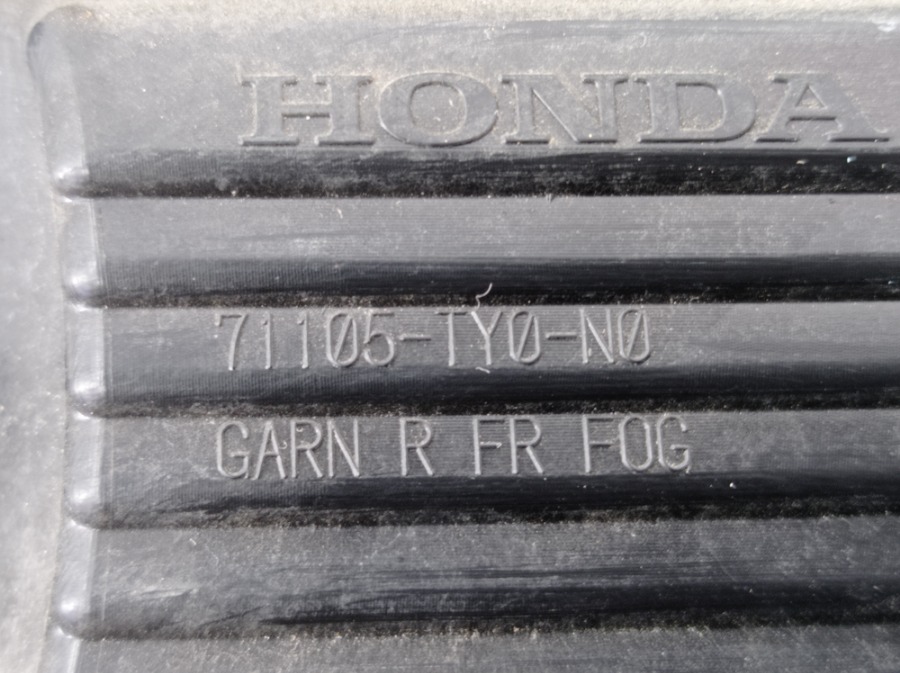 HONDA
71105-TY0-N0
GARN R FR FOG